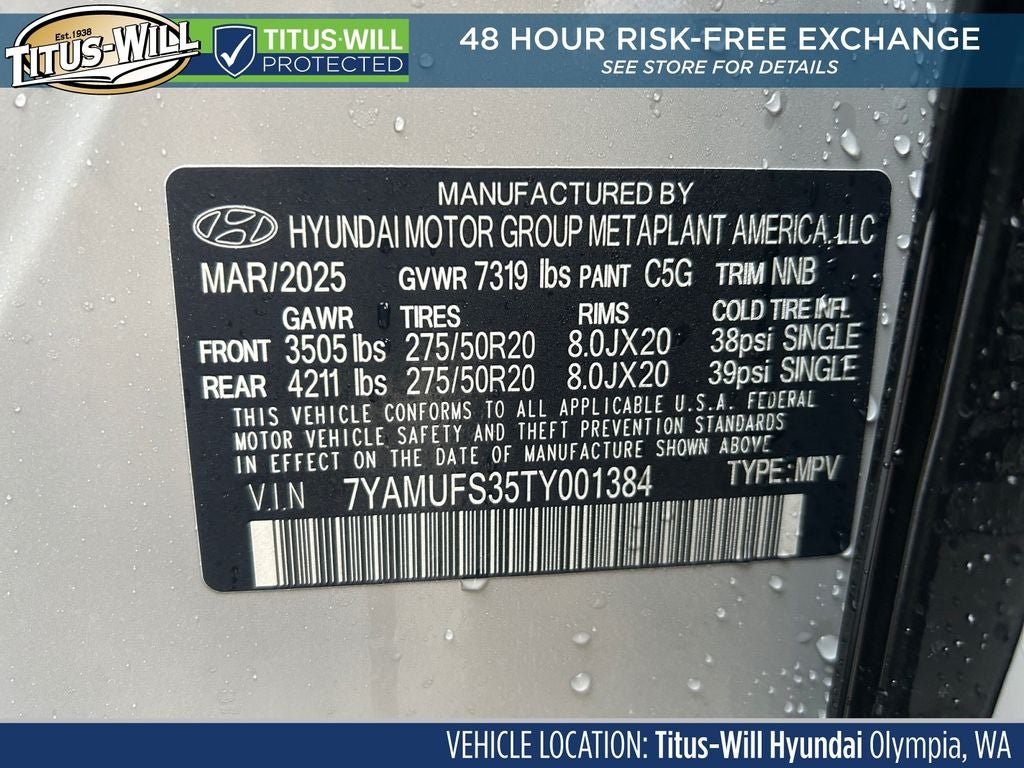 Est. 1938
TITUS-WILL
TITUS-WILL
PROTECTED
48 HOUR RISK-FREE EXCHANGE
SEE STORE FOR DETAILS
MANUFACTURED BY
HYUNDAI MOTOR GROUP METAPLANT AMERICA, LLC
MAR/2025 GVWR 7319 lbs PAINT C5G TRIM NNB
GAWR TIRES RIMS COLD TIRE INFL
FRONT 3505 lbs 275/50R20 8.0JX20 38psi SINGLE
REAR 4211 lbs 275/50R20 8.0JX20 39psi SINGLE
THIS VEHICLE CONFORMS TO ALL APPLICABLE U.S.A. FEDERAL
MOTOR VEHICLE SAFETY AND THEFT PREVENTION STANDARDS
IN EFFECT ON THE DATE OF MANUFACTURE SHOWN ABOVE
V.I.N 7YAMUFS35TY001384 TYPE:MPV
VEHICLE LOCATION: Titus-Will Hyundai Olympia, WA